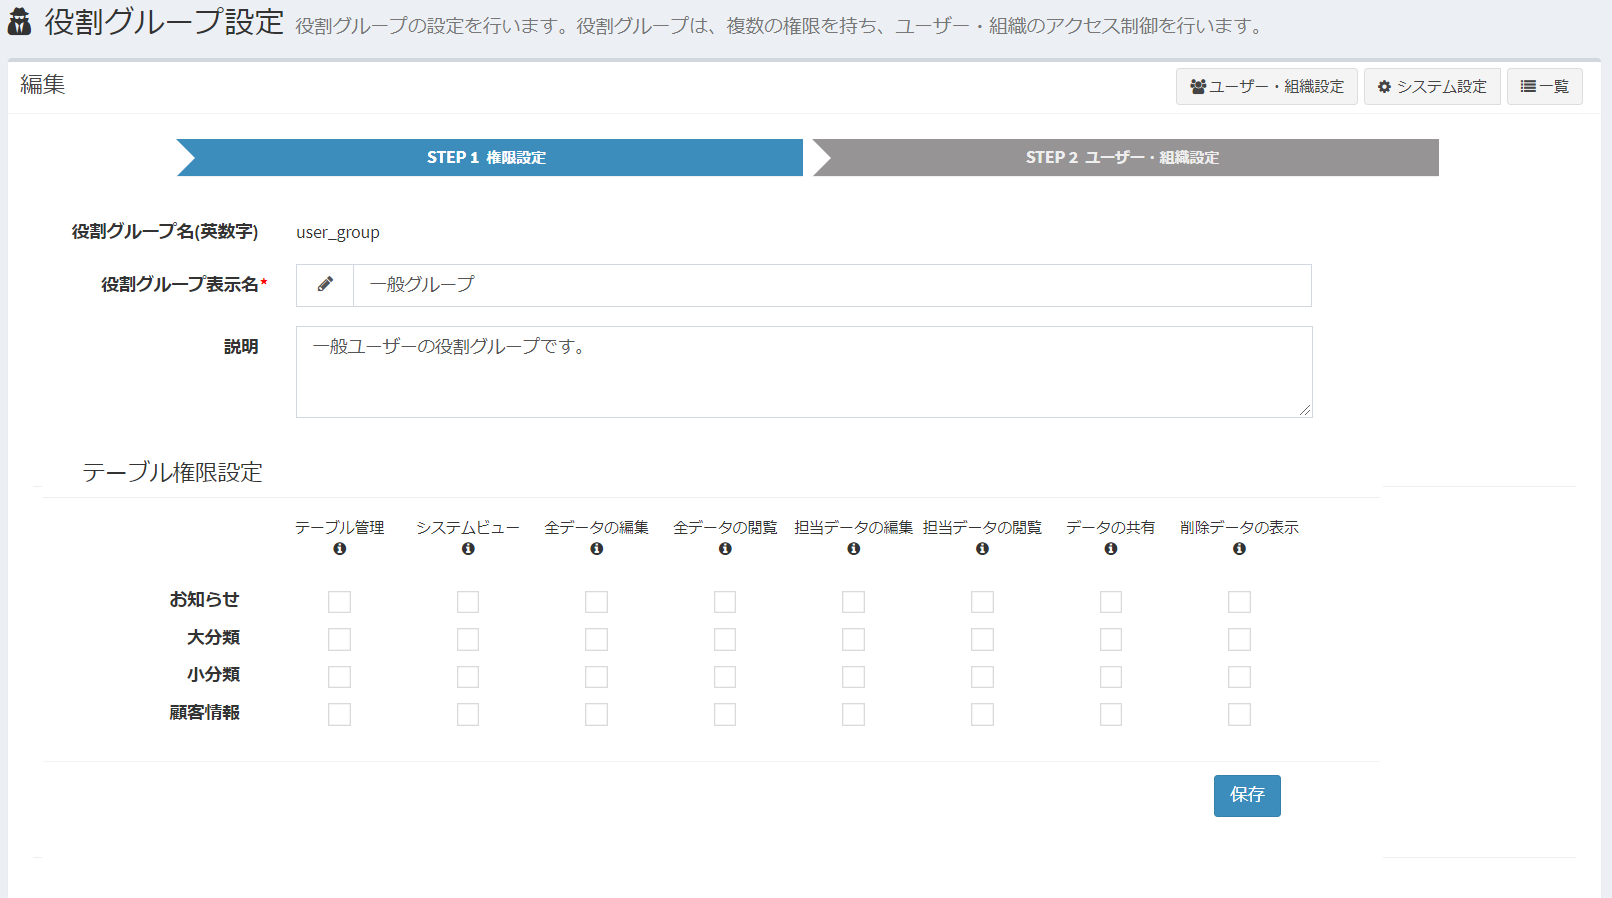 役割グループ設定 役割グループの設定を行います。役割グループは、複数の権限を持ち、ユーザー・組織のアクセス制御を行います。
編集 ユーザー・組織設定 システム設定 一覧
STEP 1 権限設定 STEP 2 ユーザー・組織設定
役割グループ名(英数字) user_group
役割グループ表示名* 一般グループ
説明 一般ユーザーの役割グループです。
テーブル権限設定
テーブル管理 システムビュー 全データの編集 全データの閲覧 担当データの編集 担当データの閲覧 データの共有 削除データの表示
お知らせ
大分類
小分類
顧客情報
保存